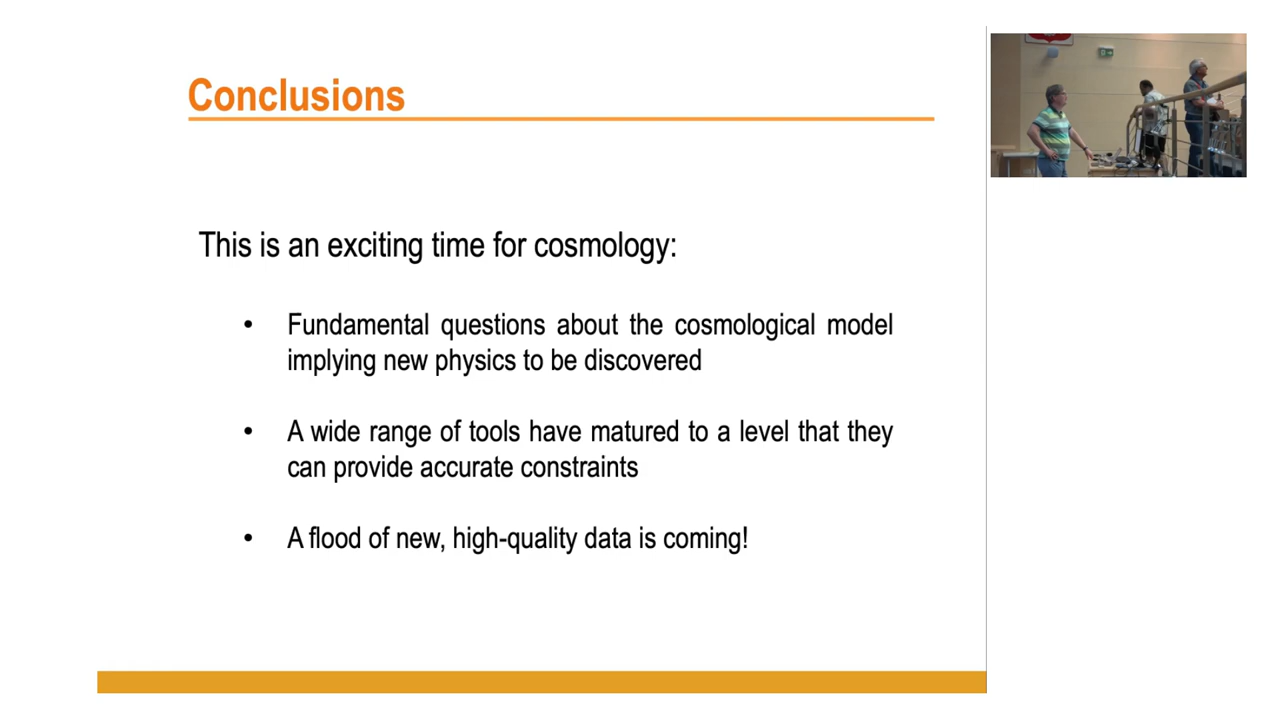 Conclusions
This is an exciting time for cosmology:
• Fundamental questions about the cosmological model
implying new physics to be discovered
• A wide range of tools have matured to a level that they
can provide accurate constraints
• A flood of new, high-quality data is coming!